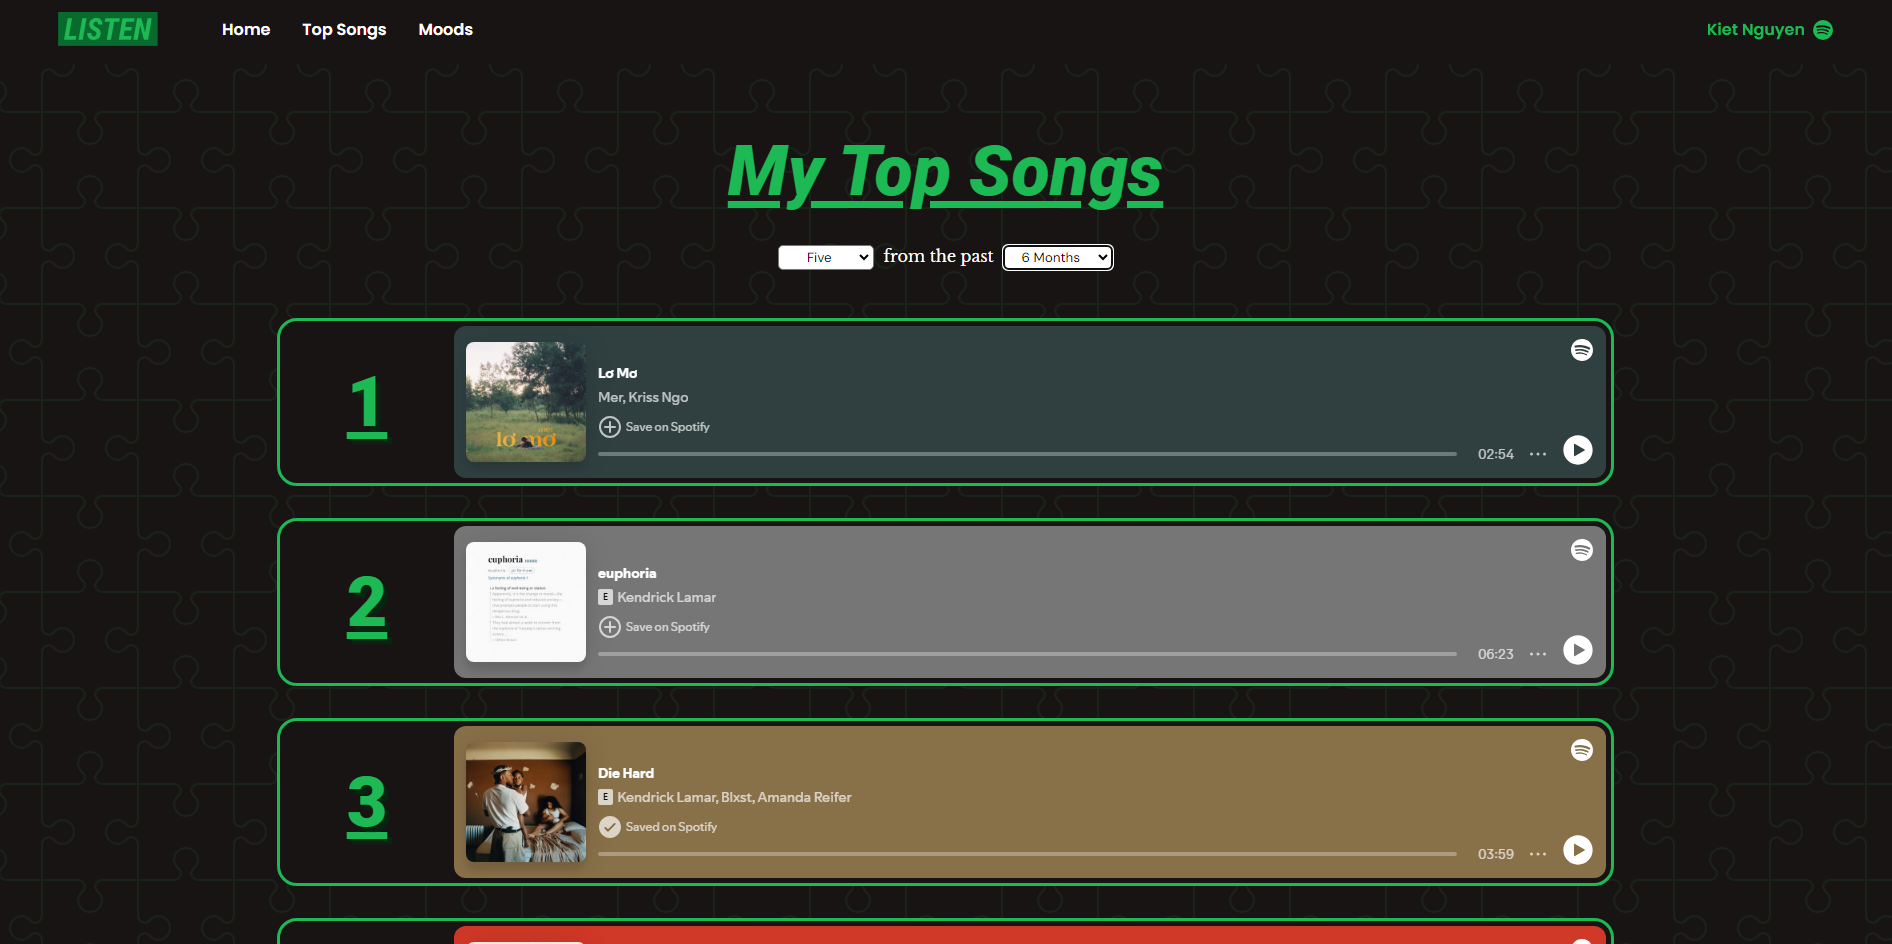 LISTEN Home Top Songs Moods Kiet Nguyen
My Top Songs
Five from the past 6 Months
1
lơ mơ
Lơ Mơ
Mer, Kriss Ngo
Save on Spotify
02:54
2
euphoria
euphoria
E Kendrick Lamar
Save on Spotify
06:23
3
Die Hard
E Kendrick Lamar, Blxst, Amanda Reifer
Saved on Spotify
03:59